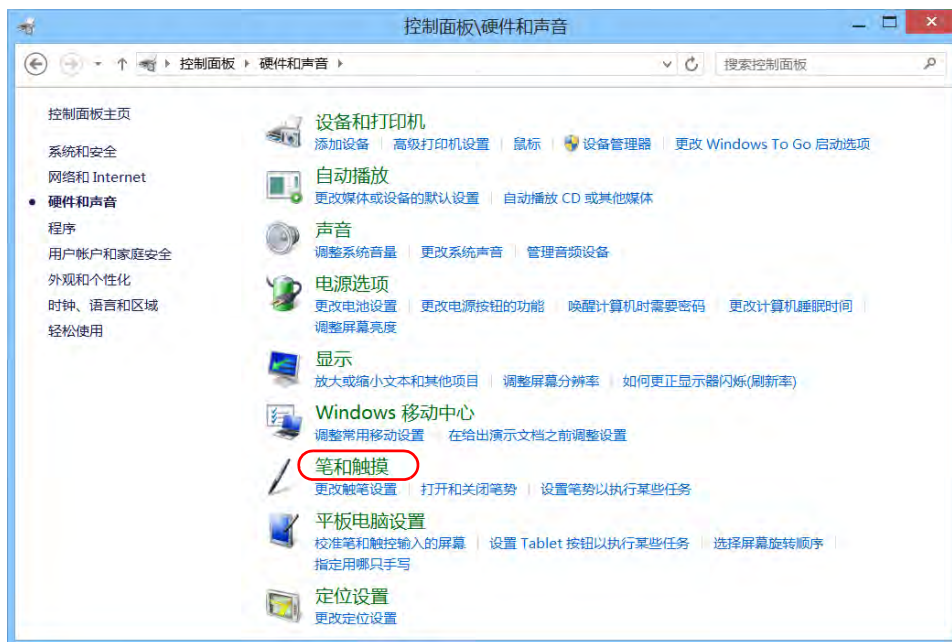 控制面板\硬件和声音
控制面板 硬件和声音
搜索控制面板
控制面板主页
系统和安全
网络和 Internet
硬件和声音
程序
用户帐户和家庭安全
外观和个性化
时钟、语言和区域
轻松使用
设备和打印机
添加设备 高级打印机设置 鼠标 设备管理器 更改 Windows To Go 启动选项
自动播放
更改媒体或设备的默认设置 自动播放 CD 或其他媒体
声音
调整系统音量 更改系统声音 管理音频设备
电源选项
更改电池设置 更改电源按钮的功能 唤醒计算机时需要密码 更改计算机睡眠时间
调整屏幕亮度
显示
放大或缩小文本和其他项目 调整屏幕分辨率 如何更正显示器闪烁(刷新率)
Windows 移动中心
调整常用移动设置 在给出演示文档之前调整设置
笔和触摸
更改触笔设置 打开和关闭笔势 设置笔势以执行某些任务
平板电脑设置
校准笔和触控输入的屏幕 设置 Tablet 按钮以执行某些任务 选择屏幕旋转顺序
指定用哪只手写
定位设置
更改定位设置